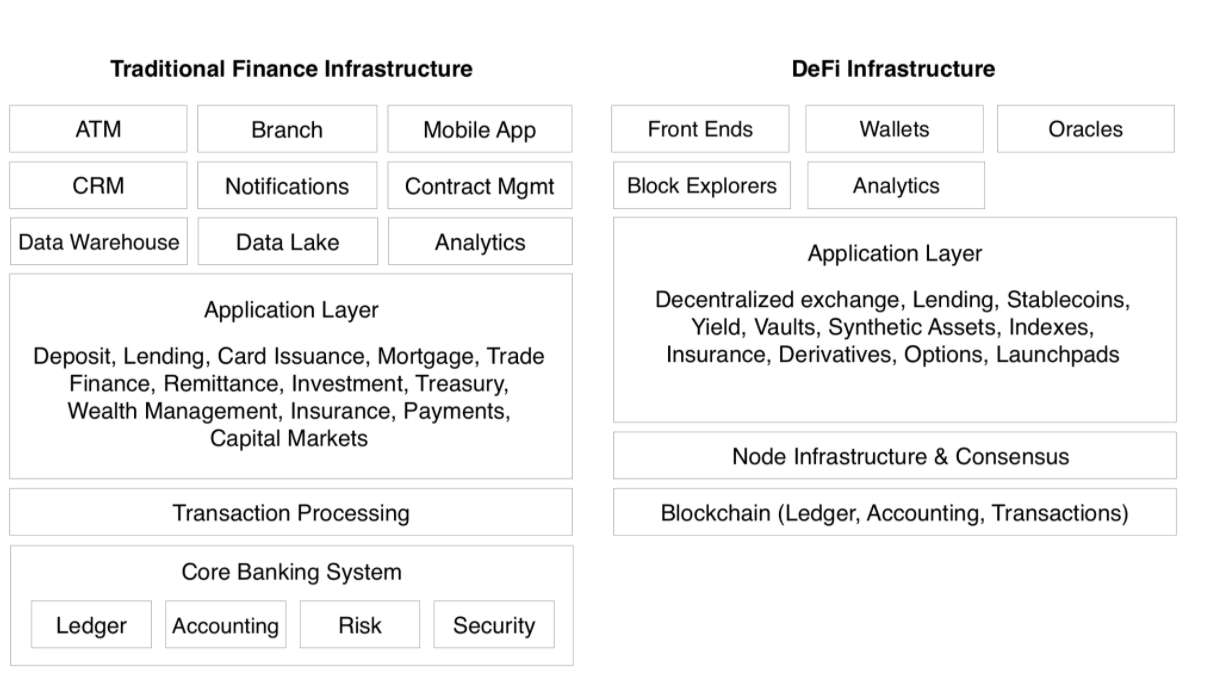 Traditional Finance Infrastructure
ATM
Branch
Mobile App
CRM
Notifications
Contract Mgmt
Data Warehouse
Data Lake
Analytics
Application Layer
Deposit, Lending, Card Issuance, Mortgage, Trade
Finance, Remittance, Investment, Treasury,
Wealth Management, Insurance, Payments,
Capital Markets
Transaction Processing
Core Banking System
Ledger
Accounting
Risk
Security
DeFi Infrastructure
Front Ends
Wallets
Oracles
Block Explorers
Analytics
Application Layer
Decentralized exchange, Lending, Stablecoins,
Yield, Vaults, Synthetic Assets, Indexes,
Insurance, Derivatives, Options, Launchpads
Node Infrastructure & Consensus
Blockchain (Ledger, Accounting, Transactions)